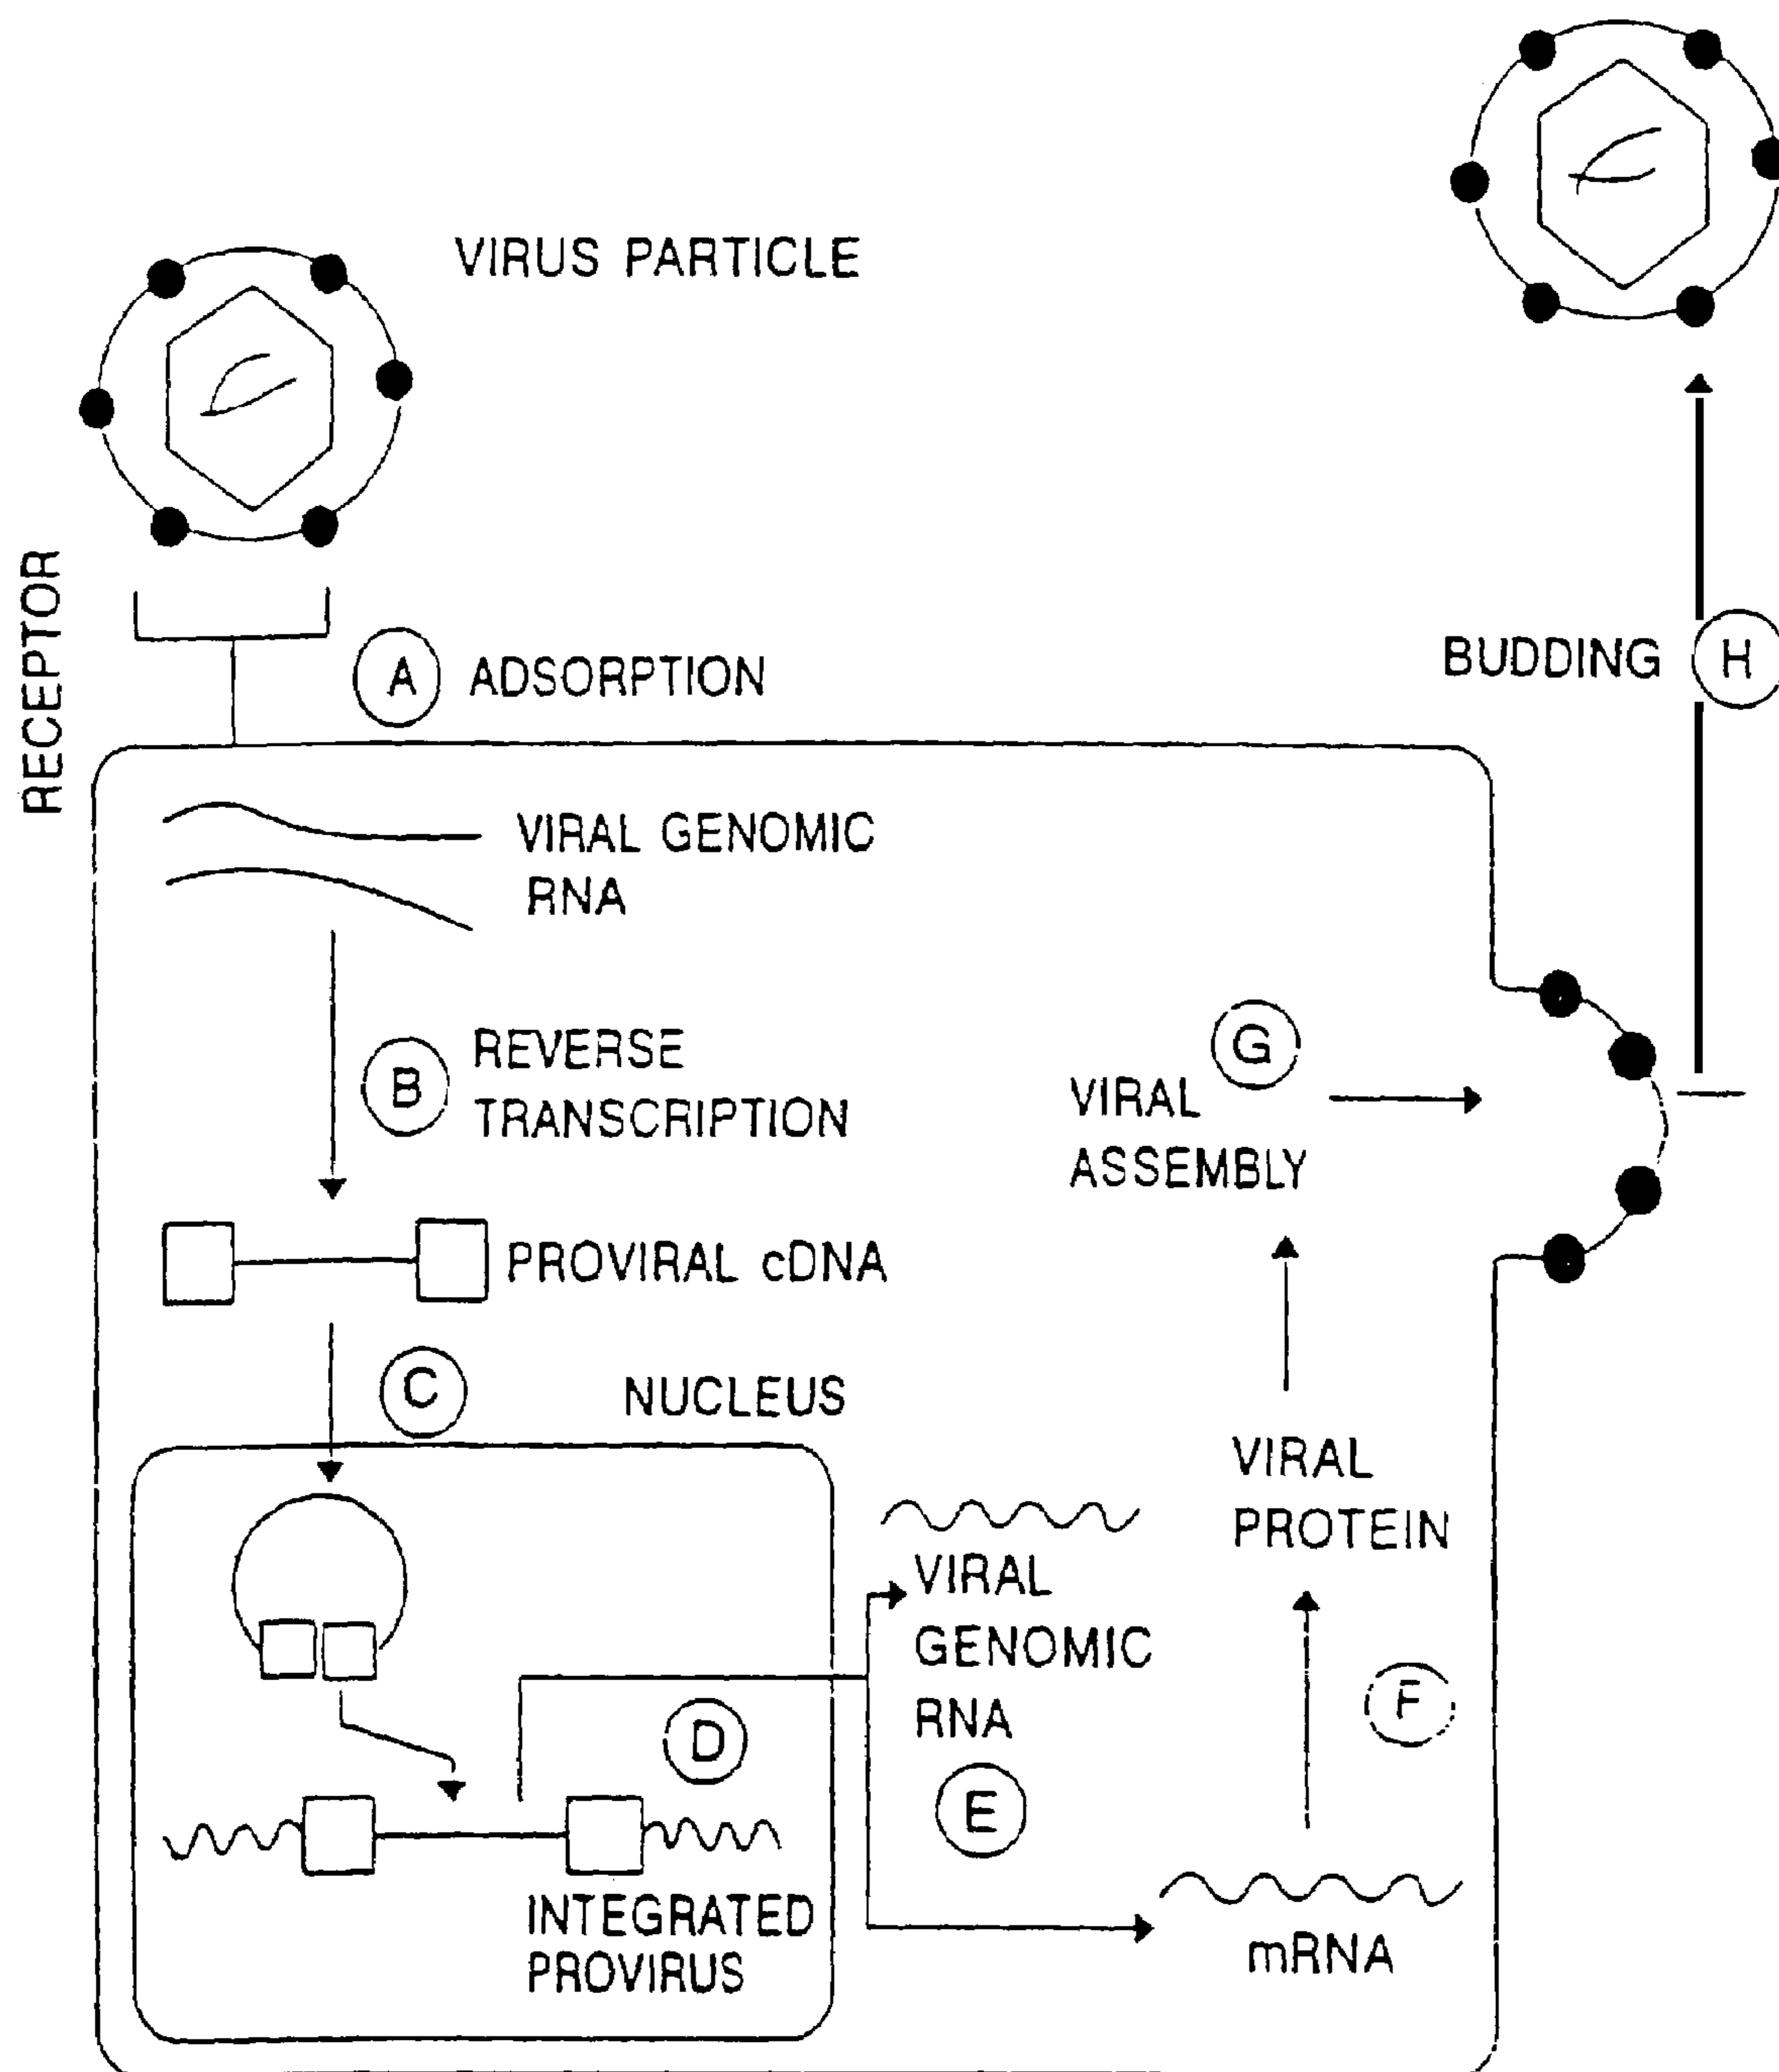 VIRUS PARTICLE
RECEPTOR
A ADSORPTION
BUDDING H
VIRAL GENOMIC
RNA
B REVERSE
TRANSCRIPTION
G
VIRAL
ASSEMBLY
PROVIRAL cDNA
C
NUCLEUS
VIRAL
PROTEIN
VIRAL
GENOMIC
RNA
D
E
F
INTEGRATED
PROVIRUS
mRNA